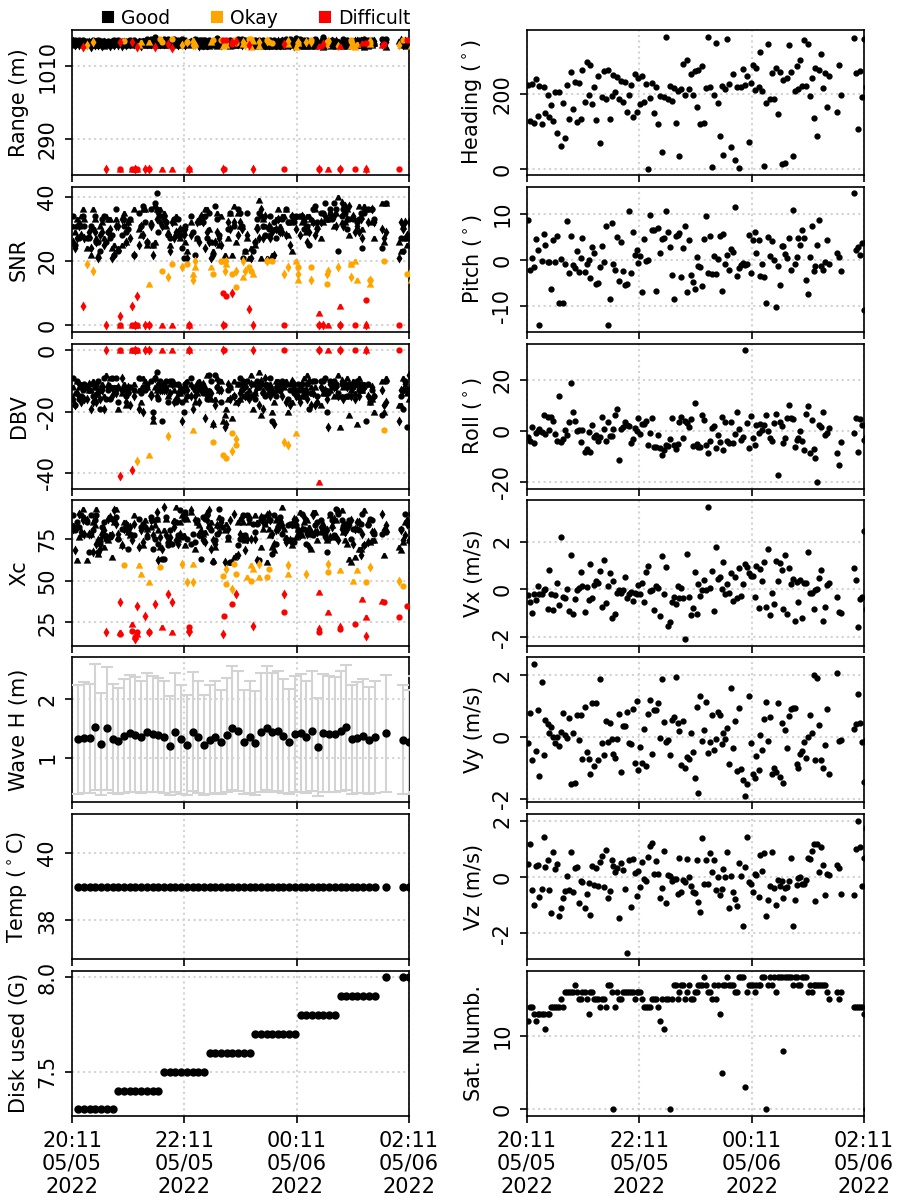 Good Okay Difficult
Range (m)
1010
290
Heading (°)
200
0
SNR
40
20
0
Pitch (°)
10
0
-10
DBV
0
-20
-40
Roll (°)
20
0
-20
Xc
75
50
25
Vx (m/s)
2
0
-2
Wave H (m)
2
1
Vy (m/s)
2
0
-2
Temp (°C)
40
38
Vz (m/s)
2
0
-2
Disk used (G)
8.0
7.5
Sat. Numb.
10
0
20:11 22:11 00:11 02:11
05/05 05/05 05/06 05/06
2022 2022 2022 2022
20:11 22:11 00:11 02:11
05/05 05/05 05/06 05/06
2022 2022 2022 2022